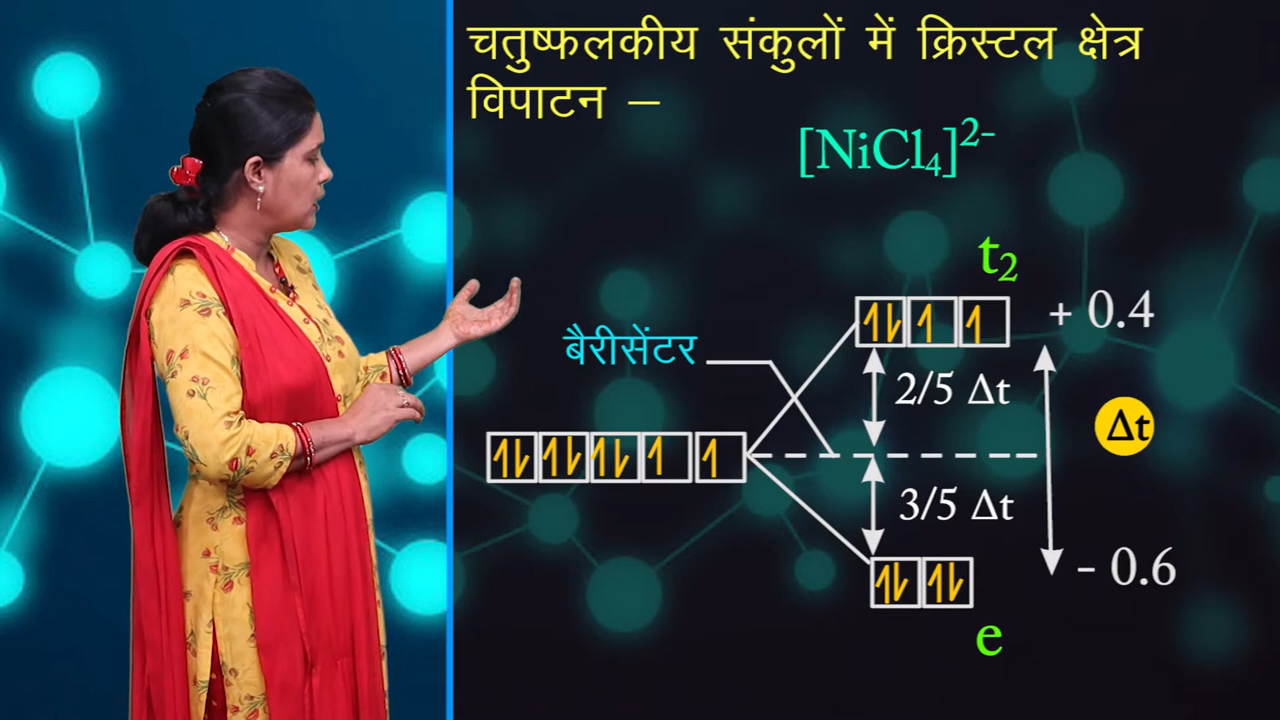 चतुष्फलकीय संकुलों में क्रिस्टल क्षेत्र
विपाटन –
[NiCl₄]²⁻
t₂
+ 0.4
बैरीसेंटर
2/5 Δt
Δt
3/5 Δt
- 0.6
e